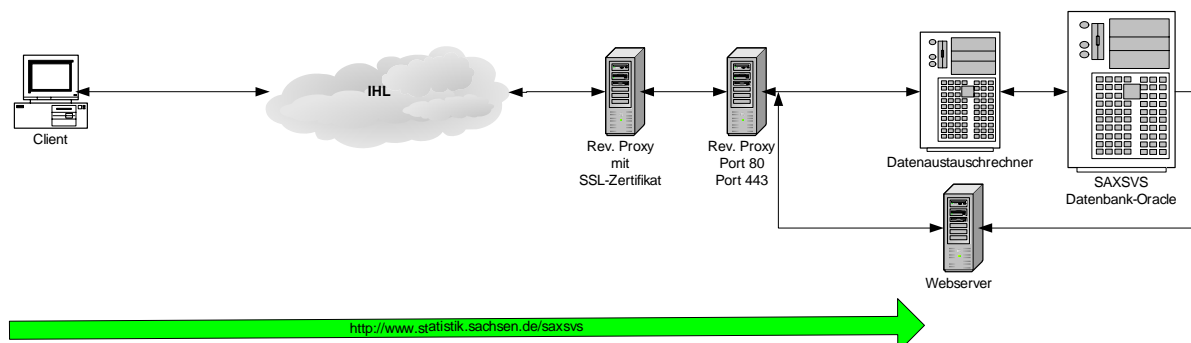 IHL
Client
Rev. Proxy
mit
SSL-Zertifikat
Rev. Proxy
Port 80
Port 443
Datenaustauschrechner
SAXSVS
Datenbank-Oracle
Webserver
http://www.statistik.sachsen.de/saxsvs